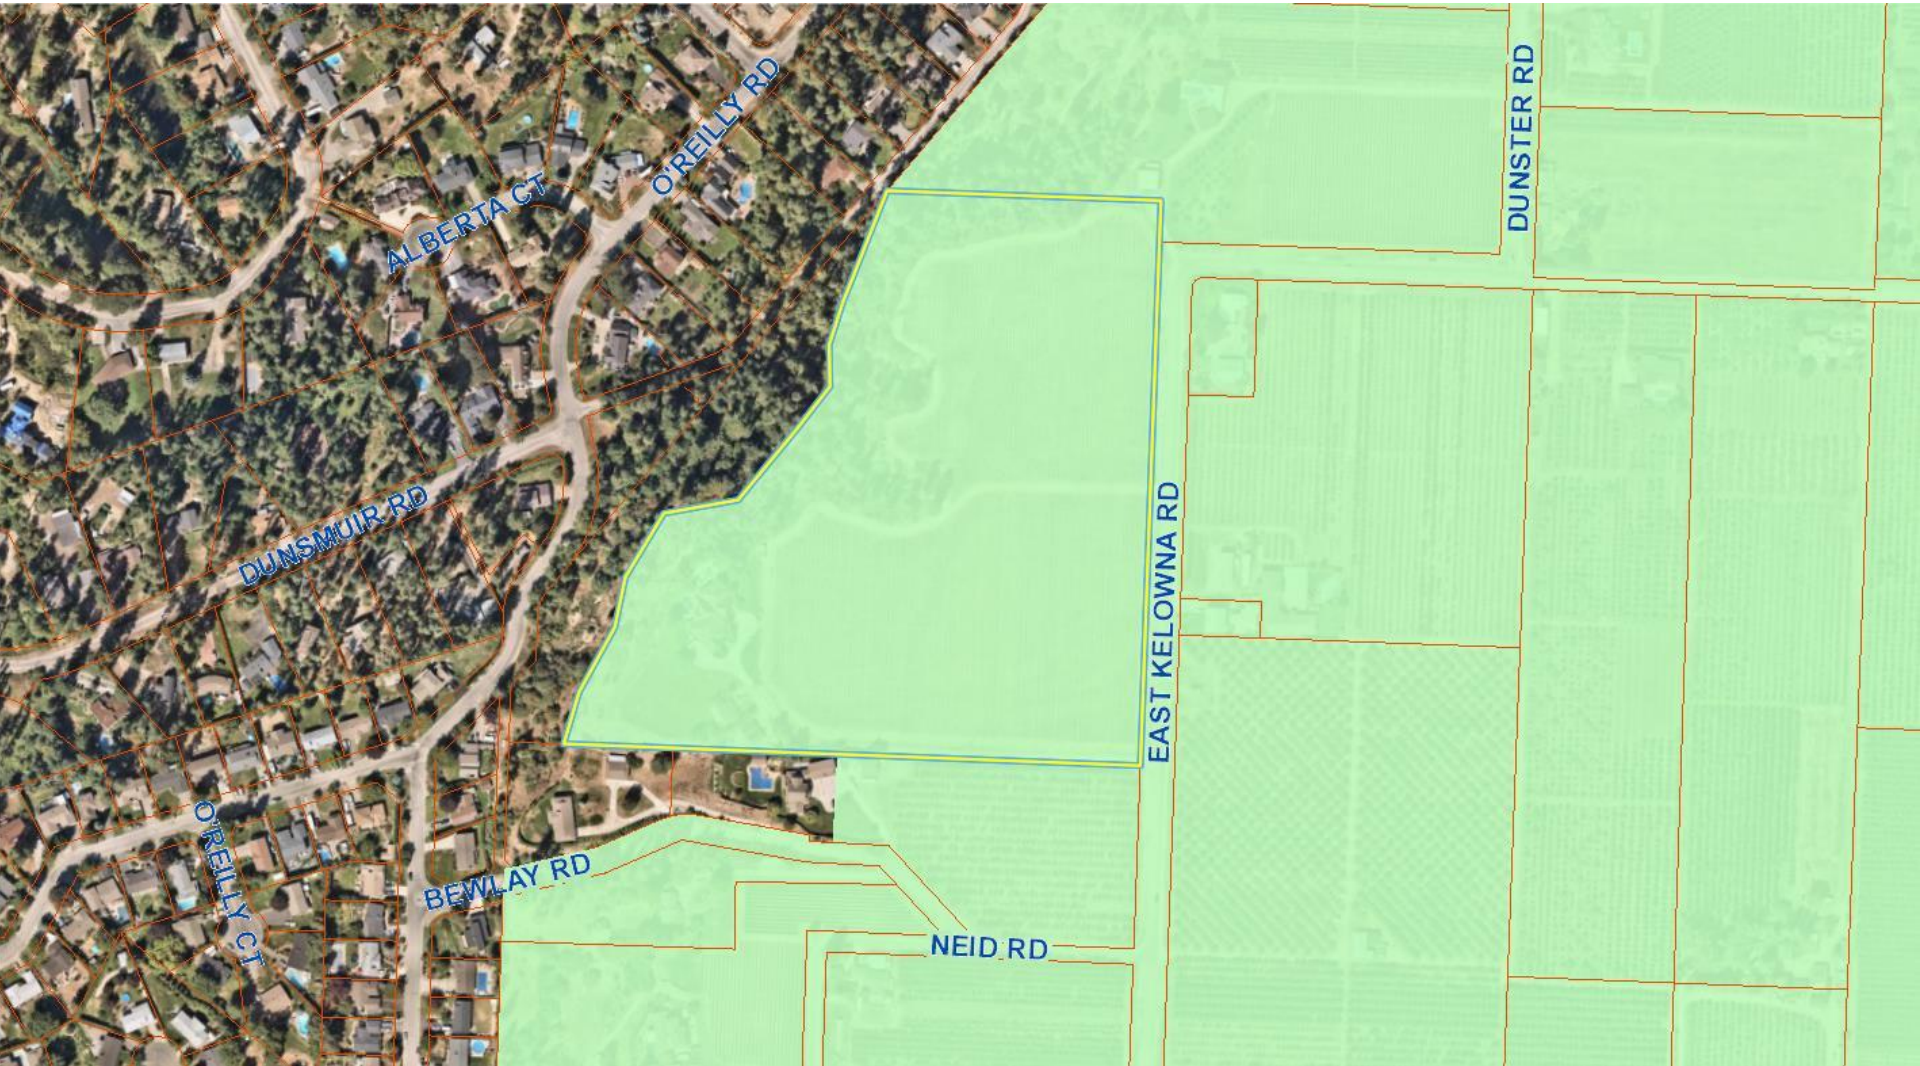 DUNSTER RD
O'REILLY RD
ALBERTA CT
DUNSMUIR RD
EAST KELOWNA RD
O'REILLY CT
BEWLAY RD
NEID RD